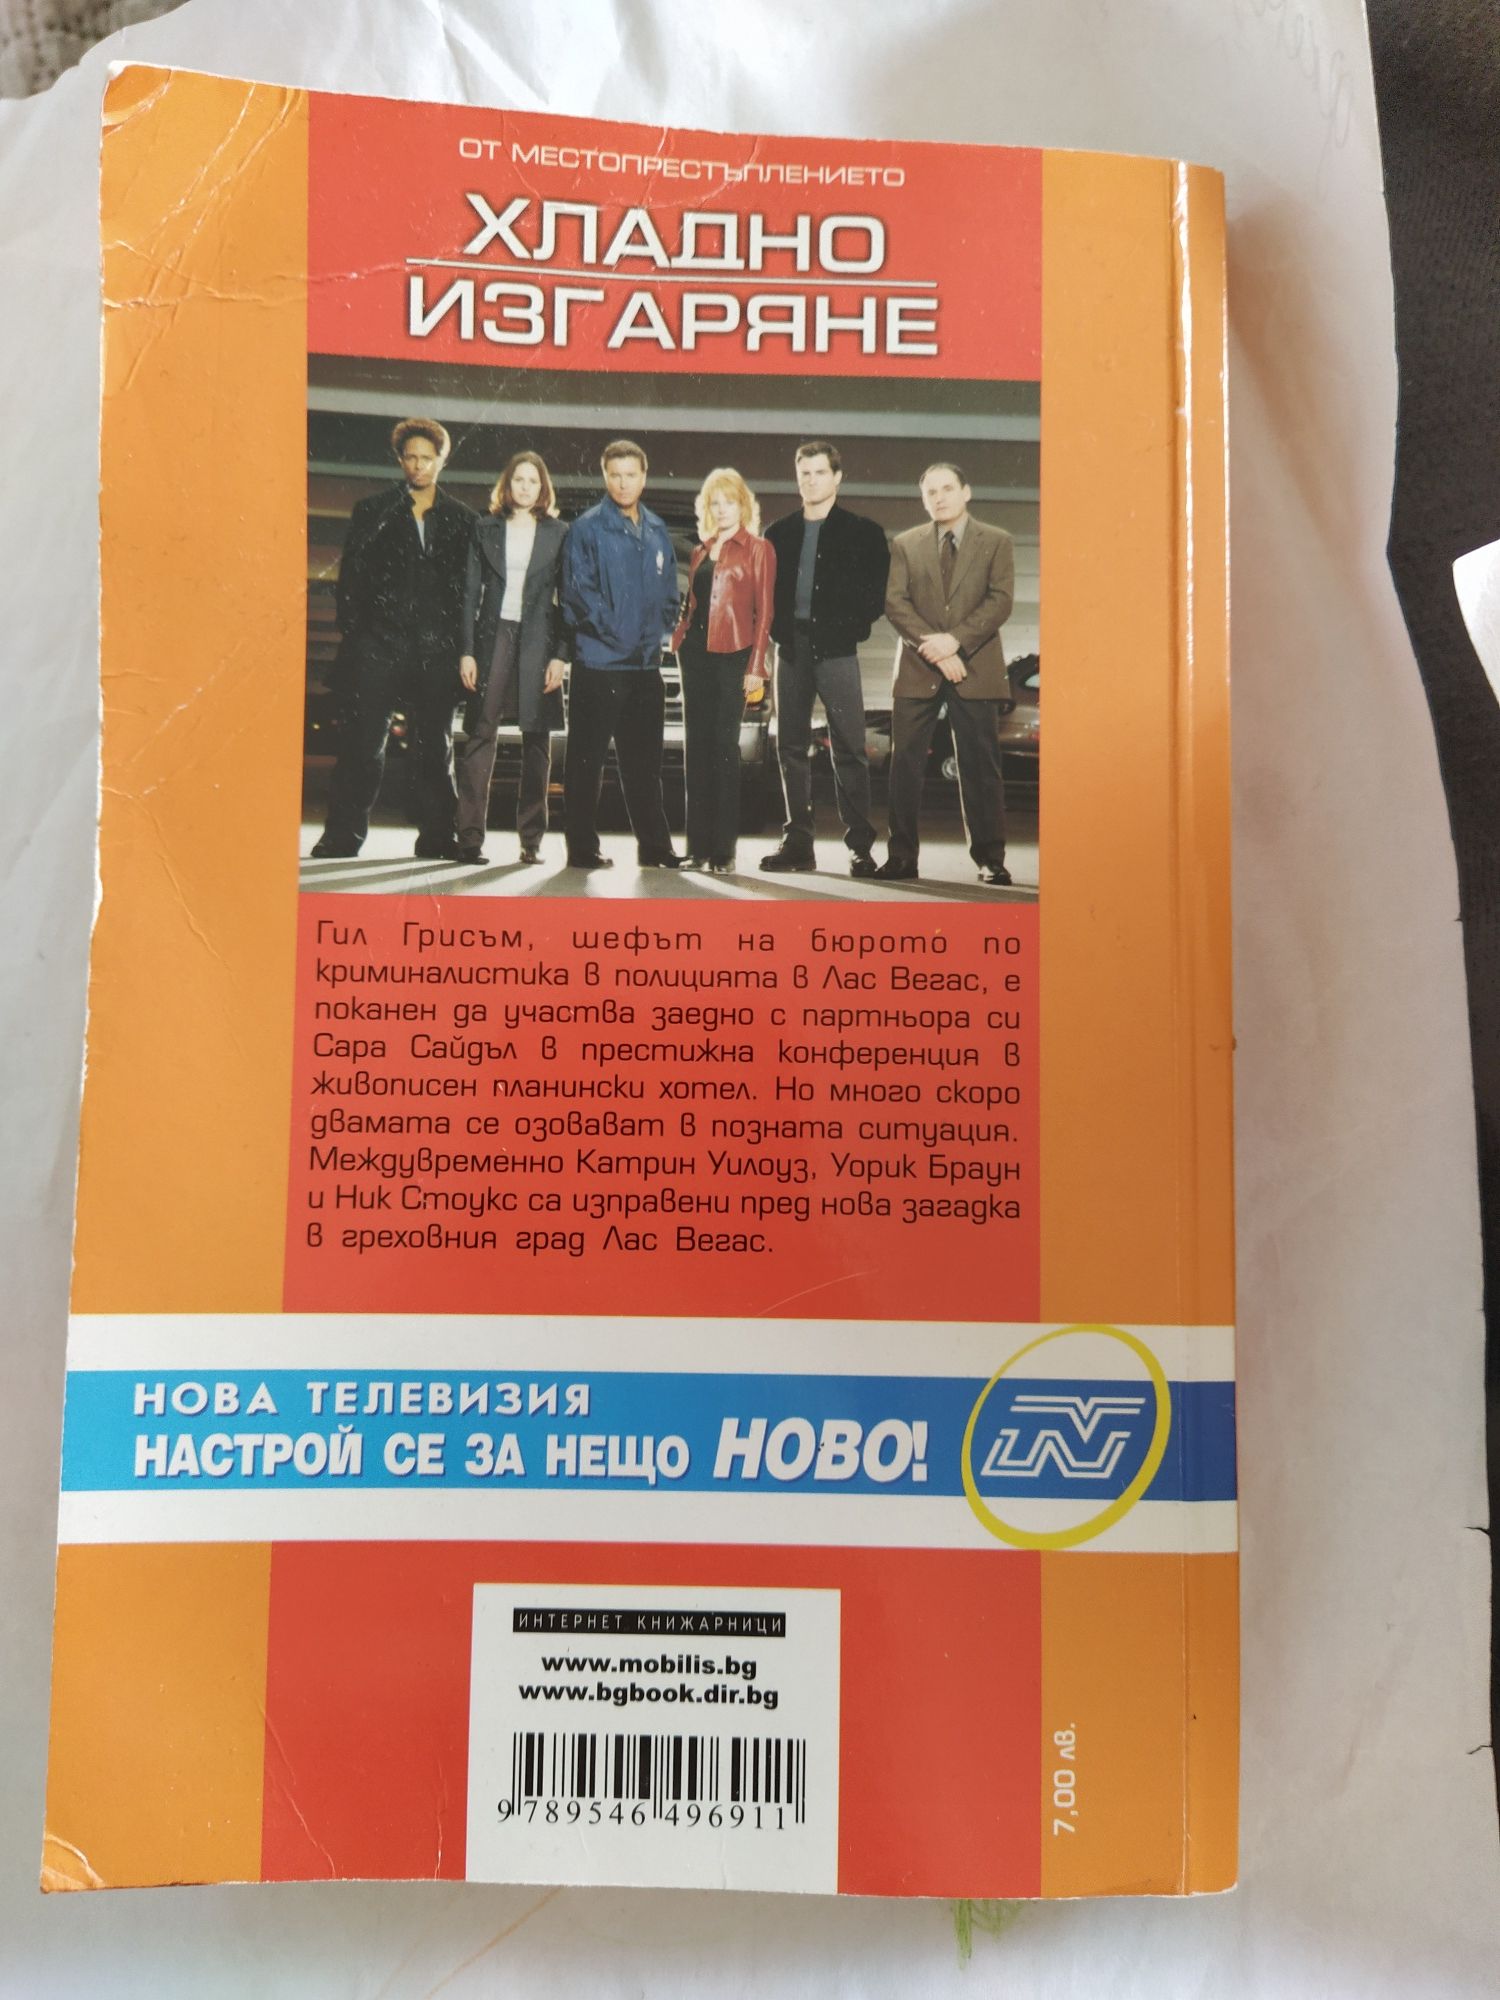 ОТ МЕСТОПРЕСТЪПЛЕНИЕТО
ХЛАДНО
ИЗГАРЯНЕ
Гил Грисъм, шефът на бюрото по
криминалистика в полицията в Лас Вегас, е
поканен да участва заедно с партньора си
Сара Сайдъл в престижна конференция в
живописен планински хотел. Но много скоро
двамата се озовават в позната ситуация.
Междувременно Катрин Уилоуз, Уорик Браун
и Ник Стоукс са изправени пред нова загадка
в греховния град Лас Вегас.
НОВА ТЕЛЕВИЗИЯ
НАСТРОЙ СЕ ЗА НЕЩО НОВО!
ИНТЕРНЕТ КНИЖАРНИЦИ
www.mobilis.bg
www.bgbook.dir.bg
9 789546 496911
7,00 лв.